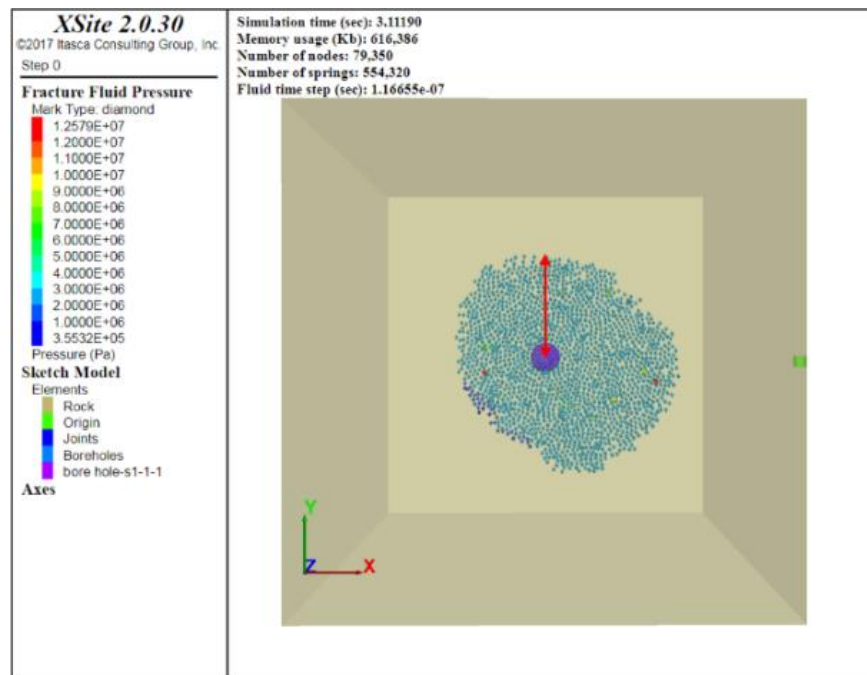 XSite 2.0.30
©2017 Itasca Consulting Group, Inc.
Step 0
Fracture Fluid Pressure
Mark Type: diamond
1.2579E+07
1.2000E+07
1.1000E+07
1.0000E+07
9.0000E+06
8.0000E+06
7.0000E+06
6.0000E+06
5.0000E+06
4.0000E+06
3.0000E+06
2.0000E+06
1.0000E+06
3.5532E+05
Pressure (Pa)
Sketch Model
Elements
Rock
Origin
Joints
Boreholes
bore hole-s1-1-1
Axes
Simulation time (sec): 3.11190
Memory usage (Kb): 616,386
Number of nodes: 79,350
Number of springs: 554,320
Fluid time step (sec): 1.16655e-07
Y
Z
X